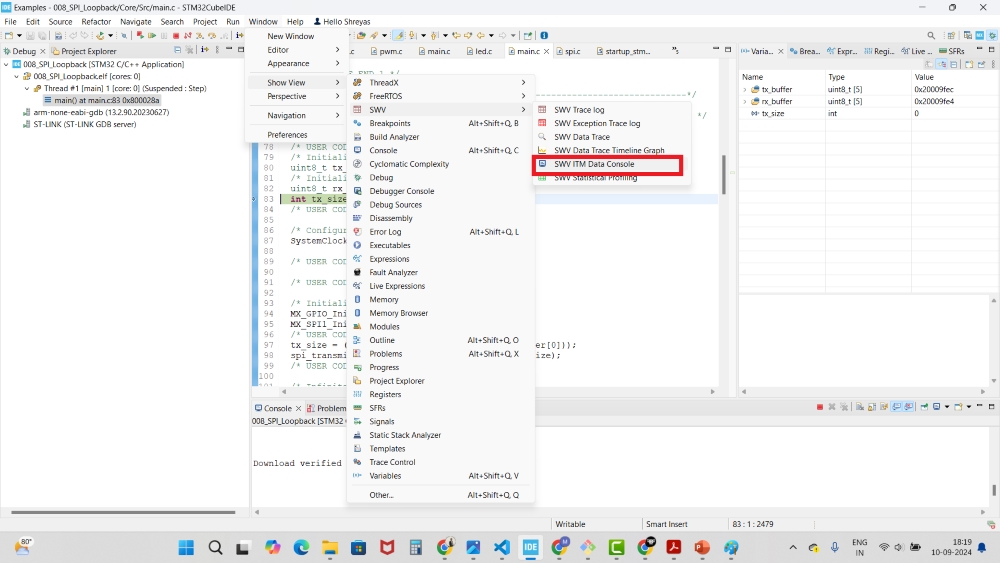 Examples - 008_SPI_Loopback/Core/Src/main.c - STM32CubeIDE
File Edit Source Refactor Navigate Search Project Run Window Help Hello Shreyas
Debug Project Explorer
008_SPI_Loopback [STM32 C/C++ Application]
008_SPI_Loopback.elf [cores: 0]
Thread #1 [main] 1 [core: 0] (Suspended : Step)
main() at main.c:83 0x800028a
arm-none-eabi-gdb (13.2.90.20230627)
ST-LINK (ST-LINK GDB server)
New Window
Editor
Appearance
Show View
Perspective
Navigation
Preferences
ThreadX
FreeRTOS
SWV
Breakpoints Alt+Shift+Q, B
Build Analyzer
Console Alt+Shift+Q, C
Cyclomatic Complexity
Debug
Debugger Console
Debug Sources
Disassembly
Error Log Alt+Shift+Q, L
Executables
Expressions
Fault Analyzer
Live Expressions
Memory
Memory Browser
Modules
Outline Alt+Shift+Q, O
Problems Alt+Shift+Q, X
Progress
Project Explorer
Registers
SFRs
Signals
Static Stack Analyzer
Templates
Trace Control
Variables Alt+Shift+Q, V
Other... Alt+Shift+Q, Q
SWV Trace log
SWV Exception Trace log
SWV Data Trace
SWV Data Trace Timeline Graph
SWV ITM Data Console
SWV Statistical Profiling
.c pwm.c main.c led.c main.c spi.c startup_stm...
78 /* USER COD
79 /* Initiali
80 uint8_t tx_
81 /* Initiali
82 uint8_t rx_
83 int tx_size
84 /* USER COD
85
86 /* Configur
87 SystemClock
88
89 /* USER COD
90
91 /* USER COD
92
93 /* Initiali
94 MX_GPIO_Ini
95 MX_SPI1_Ini
96 /* USER COD
97 tx_size = ( er[0]));
98 spi_transmi ize);
99 /* USER COD
100
Varia... Brea... Expr... Regi... Live ... SFRs
Name Type Value
tx_buffer uint8_t [5] 0x20009fec
rx_buffer uint8_t [5] 0x20009fe4
tx_size int 0
Console Problem
008_SPI_Loopback [STM32
Download verified
Writable Smart Insert 83 : 1 : 2479
80°
ENG
IN
18:19
10-09-2024